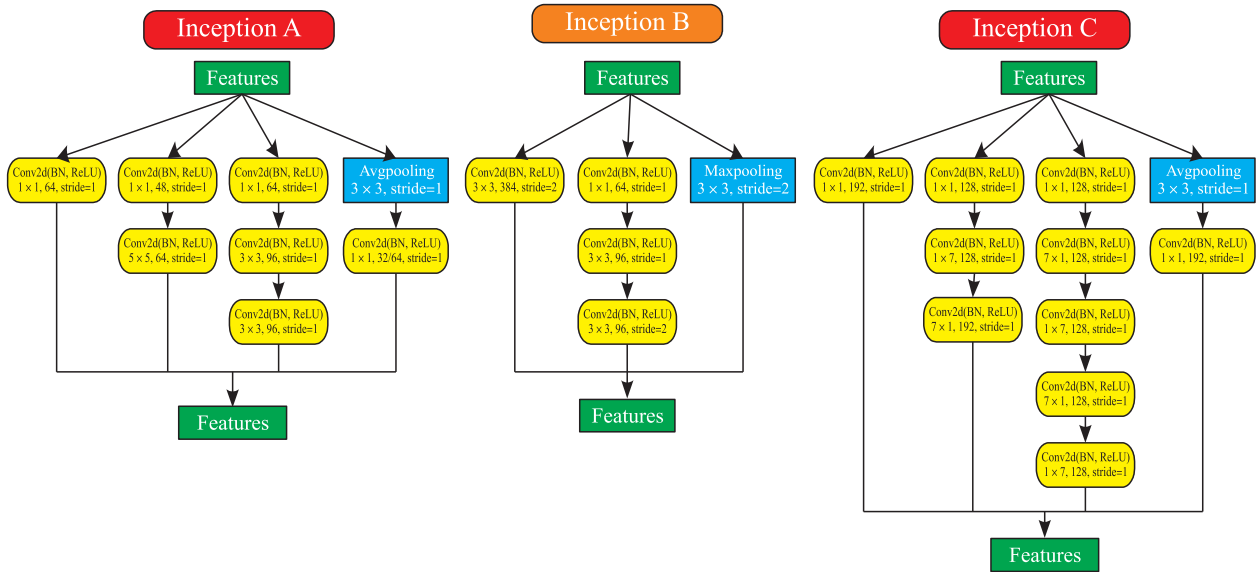 Inception A
Features
Conv2d(BN, ReLU)
1 × 1, 64, stride=1
Conv2d(BN, ReLU)
1 × 1, 48, stride=1
Conv2d(BN, ReLU)
1 × 1, 64, stride=1
Avgpooling
3 × 3, stride=1
Conv2d(BN, ReLU)
5 × 5, 64, stride=1
Conv2d(BN, ReLU)
3 × 3, 96, stride=1
Conv2d(BN, ReLU)
1 × 1, 32/64, stride=1
Conv2d(BN, ReLU)
3 × 3, 96, stride=1
Features
Inception B
Features
Conv2d(BN, ReLU)
3 × 3, 384, stride=2
Conv2d(BN, ReLU)
1 × 1, 64, stride=1
Maxpooling
3 × 3, stride=2
Conv2d(BN, ReLU)
3 × 3, 96, stride=1
Conv2d(BN, ReLU)
3 × 3, 96, stride=2
Features
Inception C
Features
Conv2d(BN, ReLU)
1 × 1, 192, stride=1
Conv2d(BN, ReLU)
1 × 1, 128, stride=1
Conv2d(BN, ReLU)
1 × 1, 128, stride=1
Avgpooling
3 × 3, stride=1
Conv2d(BN, ReLU)
1 × 7, 128, stride=1
Conv2d(BN, ReLU)
7 × 1, 128, stride=1
Conv2d(BN, ReLU)
1 × 1, 192, stride=1
Conv2d(BN, ReLU)
7 × 1, 192, stride=1
Conv2d(BN, ReLU)
1 × 7, 128, stride=1
Conv2d(BN, ReLU)
7 × 1, 128, stride=1
Conv2d(BN, ReLU)
1 × 7, 128, stride=1
Features